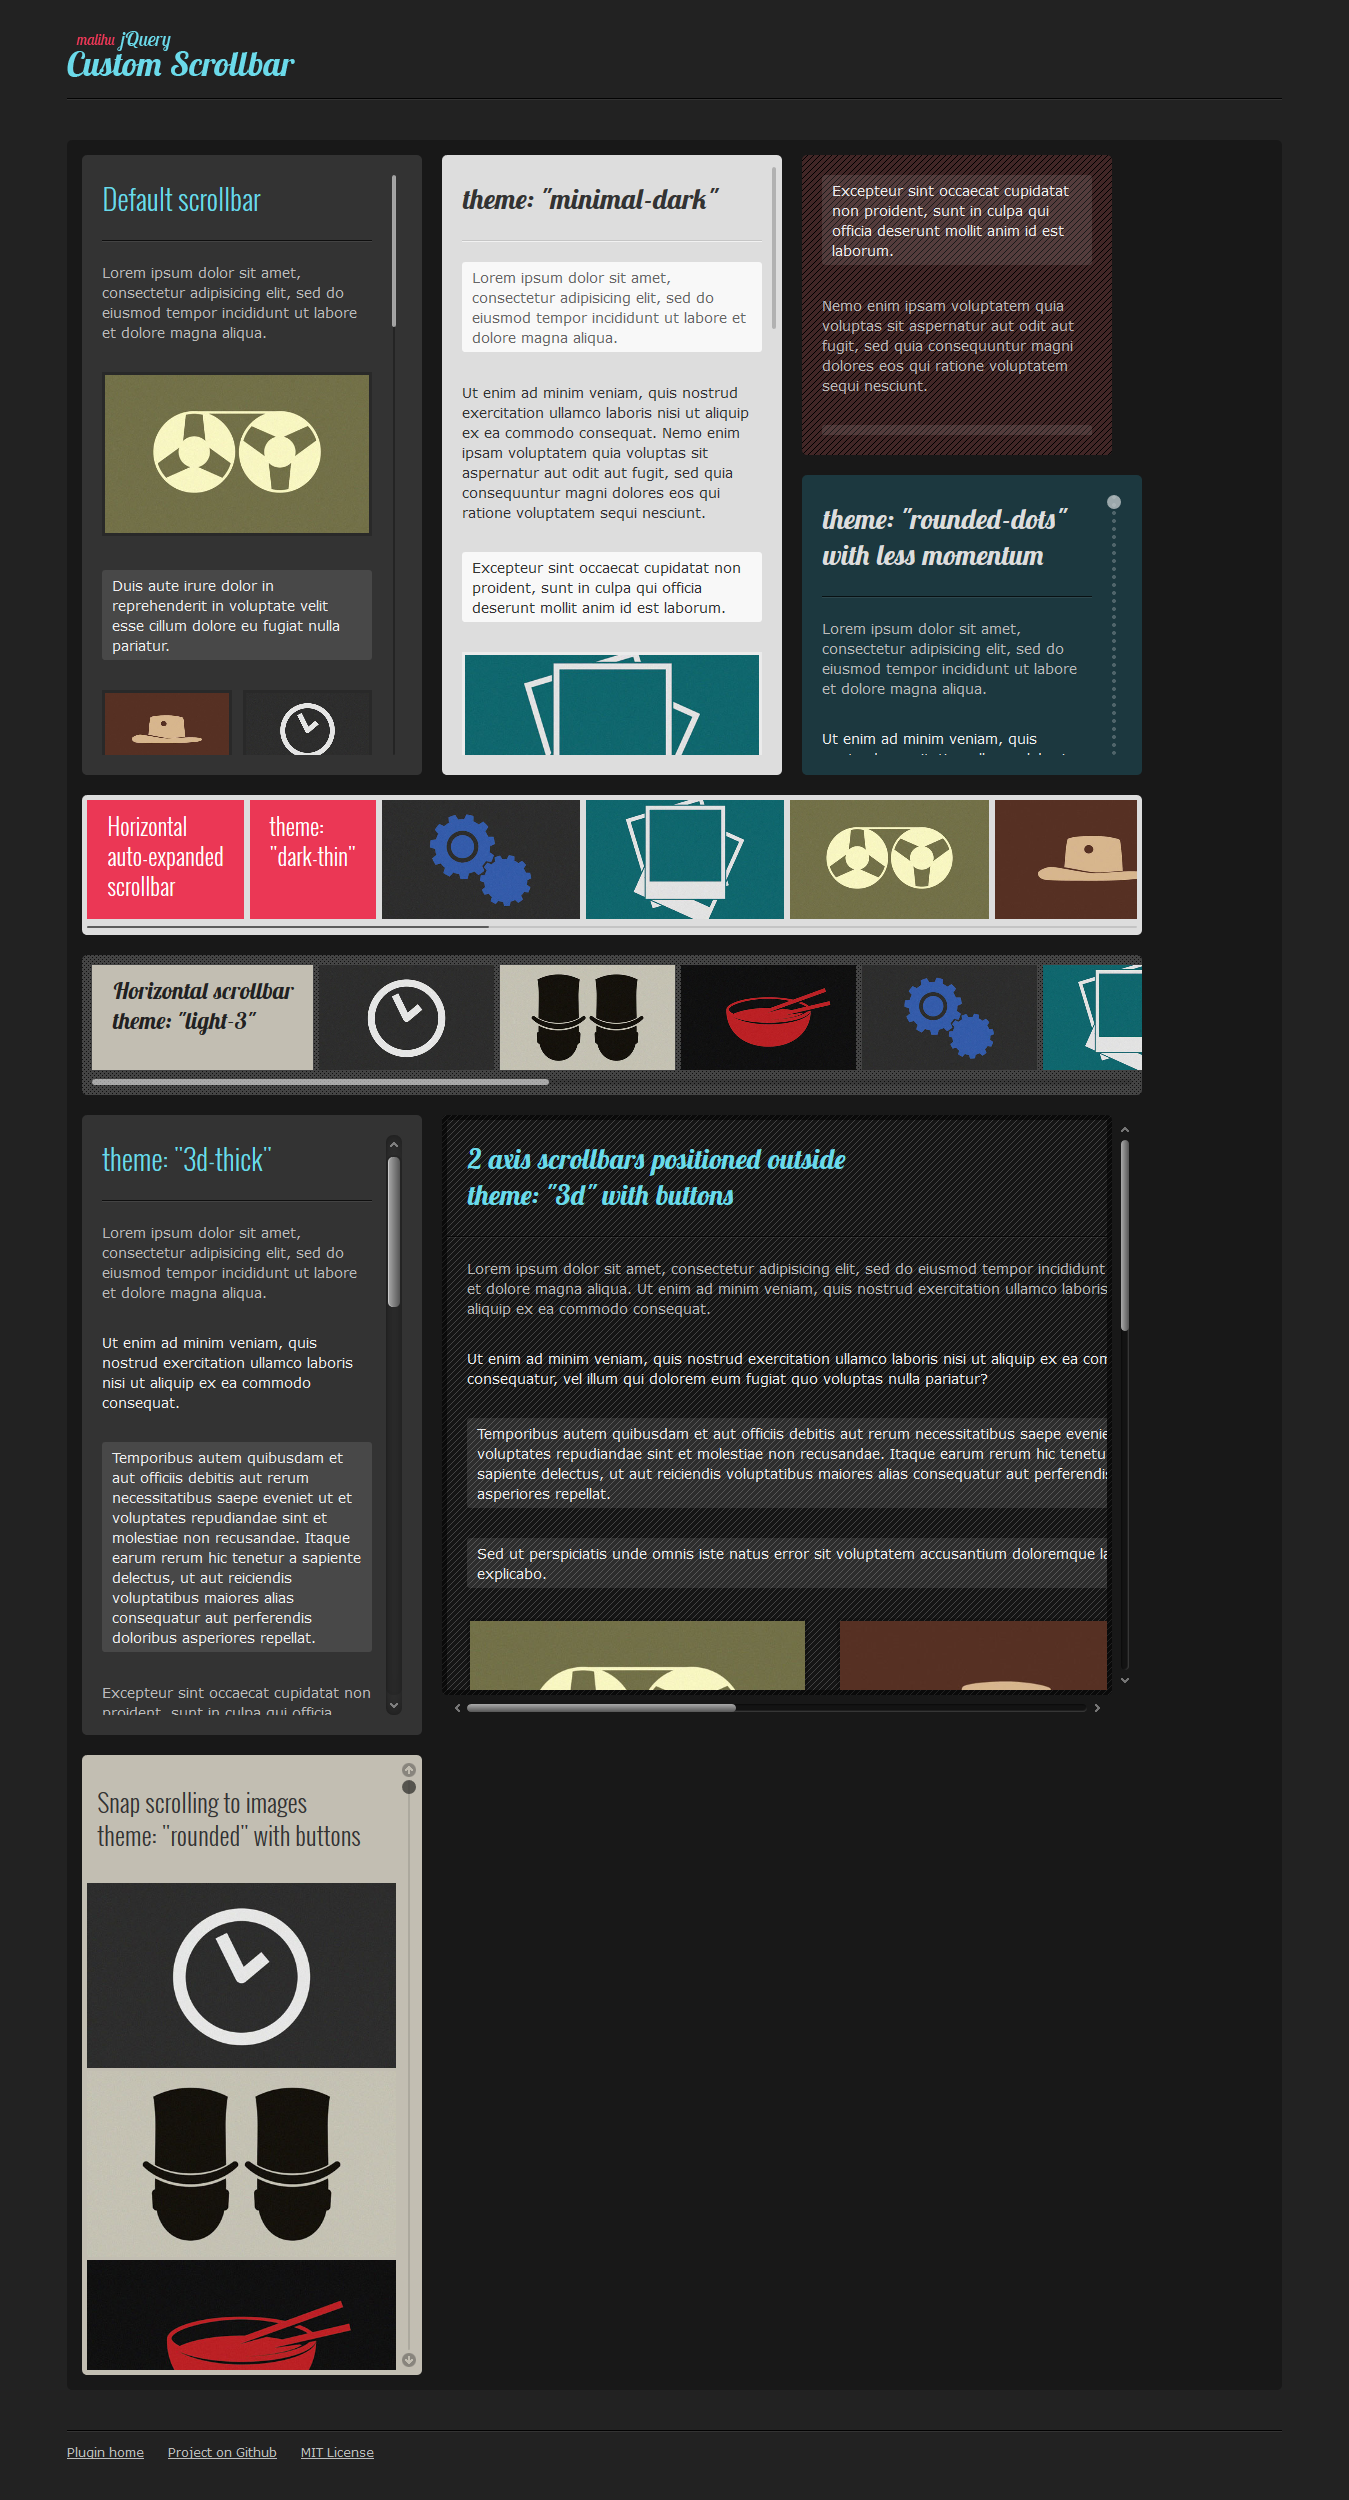 malihu jQuery
Custom Scrollbar
Default scrollbar
Lorem ipsum dolor sit amet,
consectetur adipisicing elit, sed do
eiusmod tempor incididunt ut labore
et dolore magna aliqua.
Duis aute irure dolor in
reprehenderit in voluptate velit
esse cillum dolore eu fugiat nulla
pariatur.
theme: "minimal-dark"
Lorem ipsum dolor sit amet,
consectetur adipisicing elit, sed do
eiusmod tempor incididunt ut labore et
dolore magna aliqua.
Ut enim ad minim veniam, quis nostrud
exercitation ullamco laboris nisi ut aliquip
ex ea commodo consequat. Nemo enim
ipsam voluptatem quia voluptas sit
aspernatur aut odit aut fugit, sed quia
consequuntur magni dolores eos qui
ratione voluptatem sequi nesciunt.
Excepteur sint occaecat cupidatat non
proident, sunt in culpa qui officia
deserunt mollit anim id est laborum.
Excepteur sint occaecat cupidatat
non proident, sunt in culpa qui
officia deserunt mollit anim id est
laborum.
Nemo enim ipsam voluptatem quia
voluptas sit aspernatur aut odit aut
fugit, sed quia consequuntur magni
dolores eos qui ratione voluptatem
sequi nesciunt.
theme: "rounded-dots"
with less momentum
Lorem ipsum dolor sit amet,
consectetur adipisicing elit, sed do
eiusmod tempor incididunt ut labore
et dolore magna aliqua.
Ut enim ad minim veniam, quis
Horizontal
auto-expanded
scrollbar
theme:
"dark-thin"
Horizontal scrollbar
theme: "light-3"
theme: "3d-thick"
Lorem ipsum dolor sit amet,
consectetur adipisicing elit, sed do
eiusmod tempor incididunt ut labore
et dolore magna aliqua.
Ut enim ad minim veniam, quis
nostrud exercitation ullamco laboris
nisi ut aliquip ex ea commodo
consequat.
Temporibus autem quibusdam et
aut officiis debitis aut rerum
necessitatibus saepe eveniet ut et
voluptates repudiandae sint et
molestiae non recusandae. Itaque
earum rerum hic tenetur a sapiente
delectus, ut aut reiciendis
voluptatibus maiores alias
consequatur aut perferendis
doloribus asperiores repellat.
Excepteur sint occaecat cupidatat non
proident, sunt in culpa qui officia
2 axis scrollbars positioned outside
theme: "3d" with buttons
Lorem ipsum dolor sit amet, consectetur adipisicing elit, sed do eiusmod tempor incididunt
et dolore magna aliqua. Ut enim ad minim veniam, quis nostrud exercitation ullamco laboris
aliquip ex ea commodo consequat.
Ut enim ad minim veniam, quis nostrud exercitation ullamco laboris nisi ut aliquip ex ea com
consequatur, vel illum qui dolorem eum fugiat quo voluptas nulla pariatur?
Temporibus autem quibusdam et aut officiis debitis aut rerum necessitatibus saepe evenie
voluptates repudiandae sint et molestiae non recusandae. Itaque earum rerum hic tenetu
sapiente delectus, ut aut reiciendis voluptatibus maiores alias consequatur aut perferendis
asperiores repellat.
Sed ut perspiciatis unde omnis iste natus error sit voluptatem accusantium doloremque la
explicabo.
Snap scrolling to images
theme: "rounded" with buttons
Plugin home Project on Github MIT License